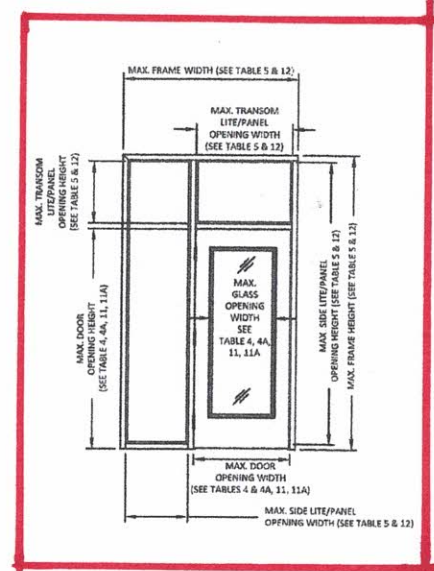 MAX. FRAME WIDTH (SEE TABLE 5 & 12)
MAX. TRANSOM
LITE/PANEL
OPENING WIDTH
(SEE TABLE 5 & 12)
MAX. TRANSOM
LITE/PANEL
OPENING HEIGHT
(SEE TABLE 5 & 12)
MAX. DOOR
OPENING HEIGHT
(SEE TABLE 4, 4A, 11, 11A)
MAX.
GLASS
OPENING
WIDTH
SEE
TABLE 4, 4A,
11, 11A
MAX. SIDE LITE/PANEL
OPENING HEIGHT (SEE TABLE 5 & 12)
MAX. FRAME HEIGHT (SEE TABLE 5 & 12)
MAX. DOOR
OPENING WIDTH
(SEE TABLES 4 & 4A, 11, 11A)
MAX. SIDE LITE/PANEL
OPENING WIDTH (SEE TABLE 5 & 12)